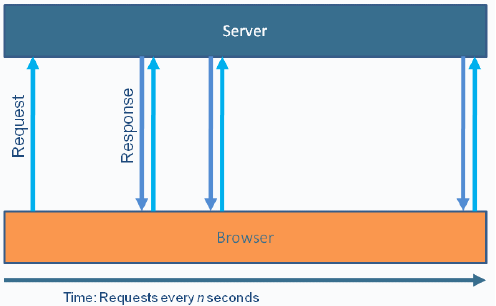 Server
Request
Response
Browser
Time: Requests every n seconds